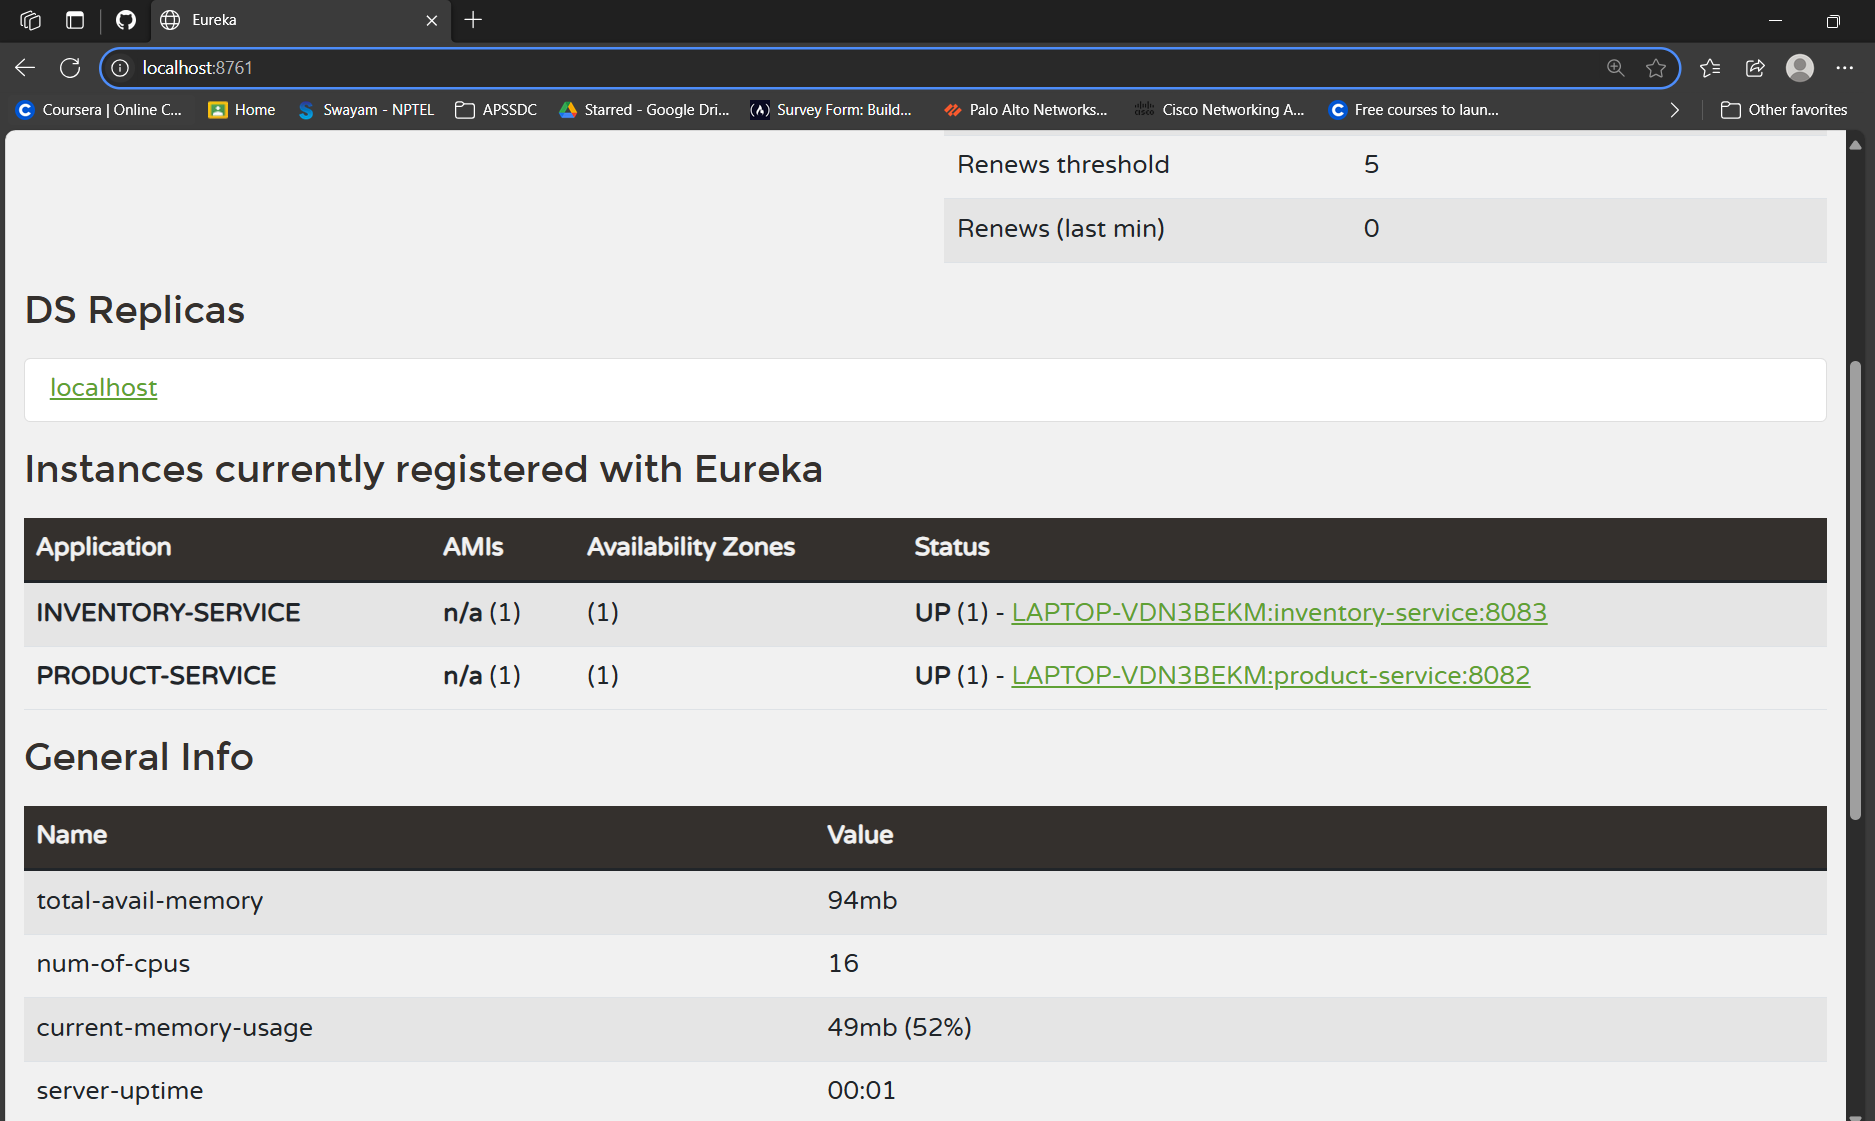 Eureka
localhost:8761
Coursera | Online C... Home Swayam - NPTEL APSSDC Starred - Google Dri... Survey Form: Build... Palo Alto Networks... Cisco Networking A... Free courses to laun... Other favorites
Renews threshold 5
Renews (last min) 0
DS Replicas
localhost
Instances currently registered with Eureka
Application AMIs Availability Zones Status
INVENTORY-SERVICE n/a (1) (1) UP (1) - LAPTOP-VDN3BEKM:inventory-service:8083
PRODUCT-SERVICE n/a (1) (1) UP (1) - LAPTOP-VDN3BEKM:product-service:8082
General Info
Name Value
total-avail-memory 94mb
num-of-cpus 16
current-memory-usage 49mb (52%)
server-uptime 00:01